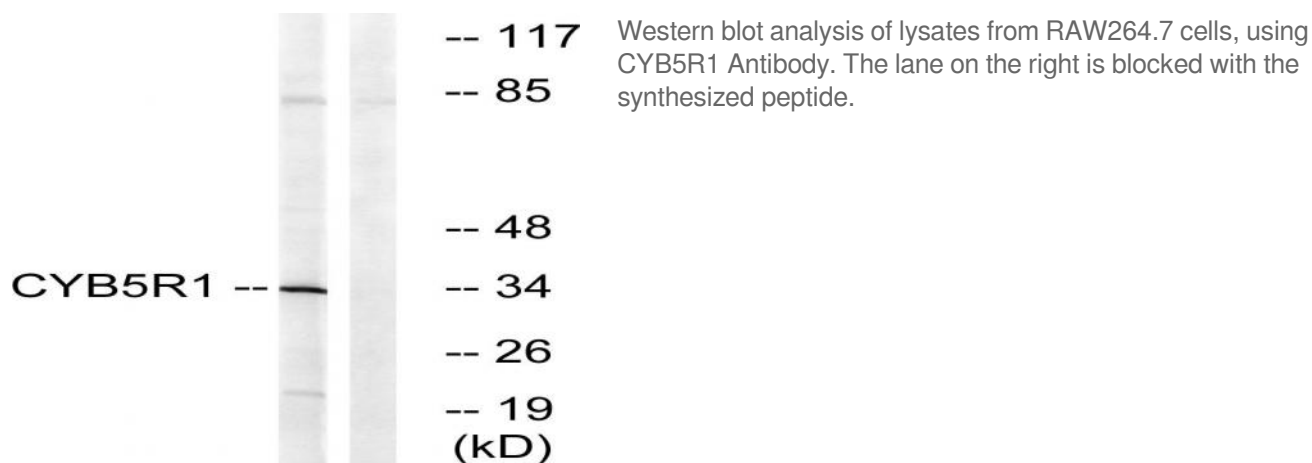 -- 117
-- 85
-- 48
CYB5R1 -- -- 34
-- 26
-- 19
(kD)
Western blot analysis of lysates from RAW264.7 cells, using
CYB5R1 Antibody. The lane on the right is blocked with the
synthesized peptide.